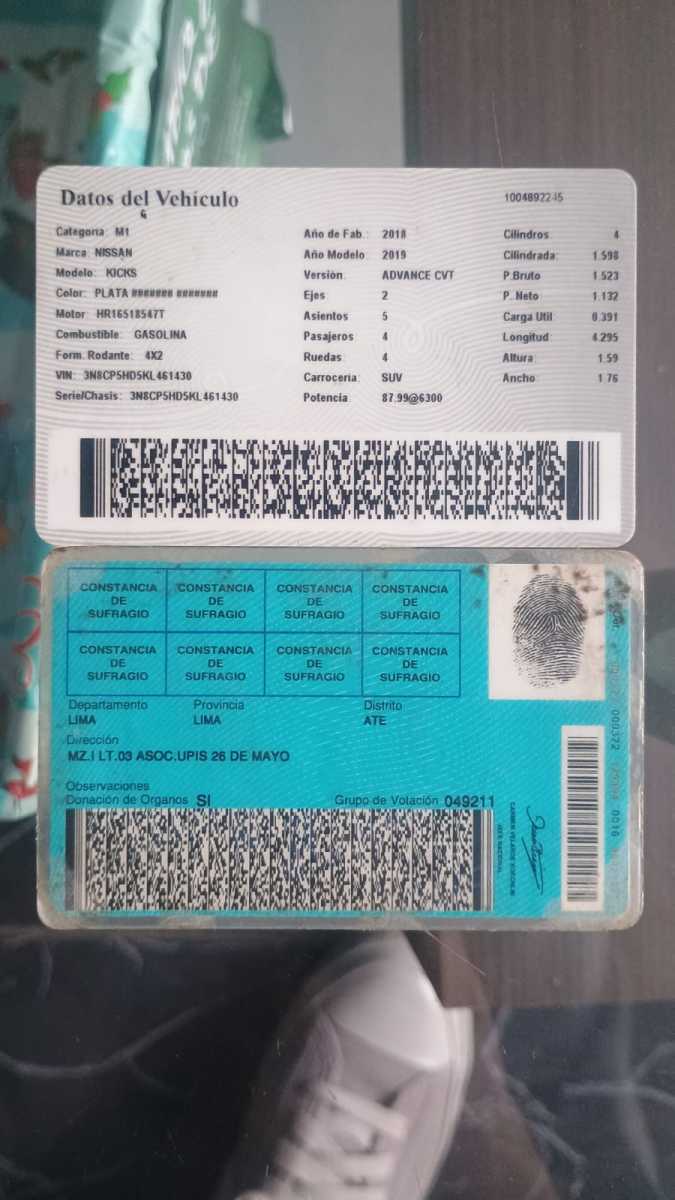 Datos del Vehículo
1004892245
G
Categoria: M1
Marca: NISSAN
Modelo: KICKS
Color: PLATA ####### #######
Motor HR16518547T
Combustible: GASOLINA
Form. Rodante: 4X2
VIN: 3N8CP5HD5KL461430
Serie/Chasis: 3N8CP5HD5KL461430
Año de Fab.: 2018
Año Modelo: 2019
Versión: ADVANCE CVT
Ejes 2
Asientos 5
Pasajeros 4
Ruedas: 4
Carrocería: SUV
Potencia 87.99@6300
Cilindros 4
Cilindrada: 1.598
P.Bruto 1.523
P. Neto 1.132
Carga Util: 0.391
Longitud 4.295
Altura: 1.59
Ancho: 1.76
CONSTANCIA DE SUFRAGIO
CONSTANCIA DE SUFRAGIO
CONSTANCIA DE SUFRAGIO
CONSTANCIA DE SUFRAGIO
CONSTANCIA DE SUFRAGIO
CONSTANCIA DE SUFRAGIO
CONSTANCIA DE SUFRAGIO
CONSTANCIA DE SUFRAGIO
Departamento Provincia Distrito
LIMA LIMA ATE
Dirección
MZ.I LT.03 ASOC.UPIS 26 DE MAYO
Observaciones
Donación de Organos SI Grupo de Votación 049211
JEFE NACIONAL
000372